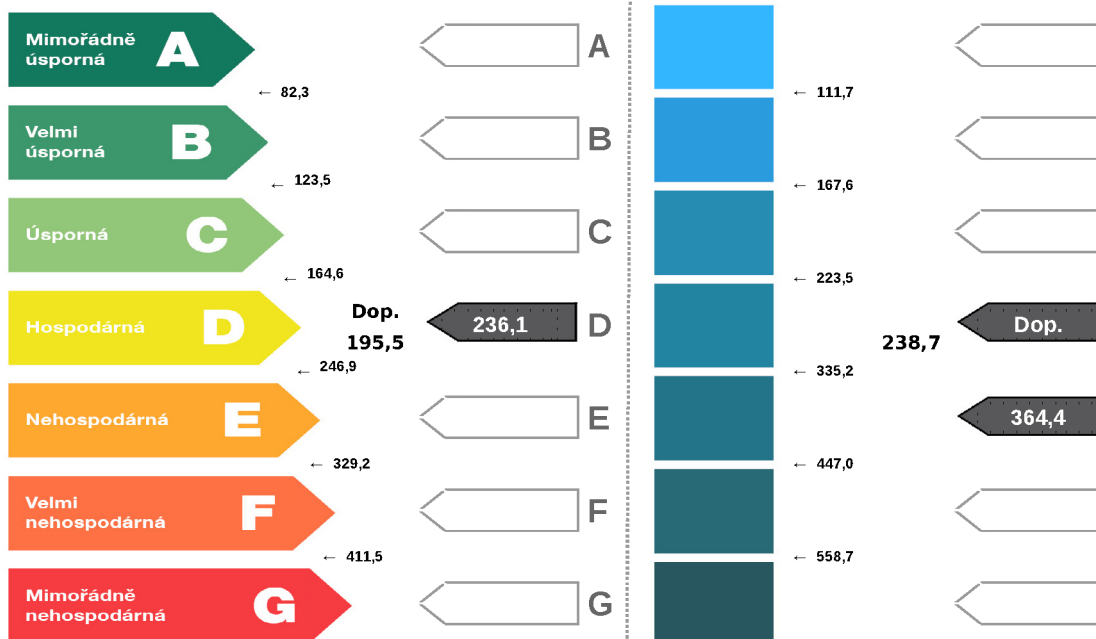 Mimořádně
úsporná
A
A
82,3
111,7
Velmi
úsporná
B
B
123,5
167,6
Úsporná
C
C
164,6
223,5
Hospodárná
D
Dop.
195,5
236,1
D
238,7
Dop.
246,9
335,2
Nehospodárná
E
E
364,4
329,2
447,0
Velmi
nehospodárná
F
F
411,5
558,7
Mimořádně
nehospodárná
G
G